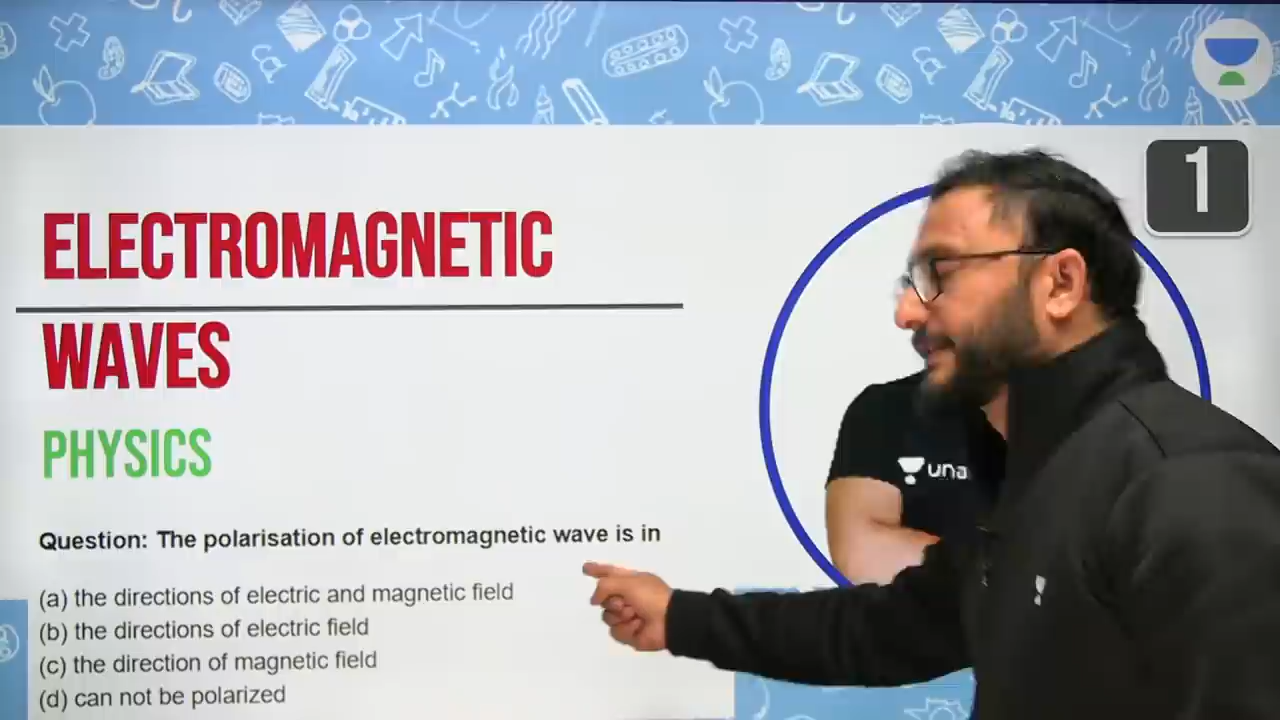 1
ELECTROMAGNETIC
WAVES
PHYSICS
una
Question: The polarisation of electromagnetic wave is in
(a) the directions of electric and magnetic field
(b) the directions of electric field
(c) the direction of magnetic field
(d) can not be polarized